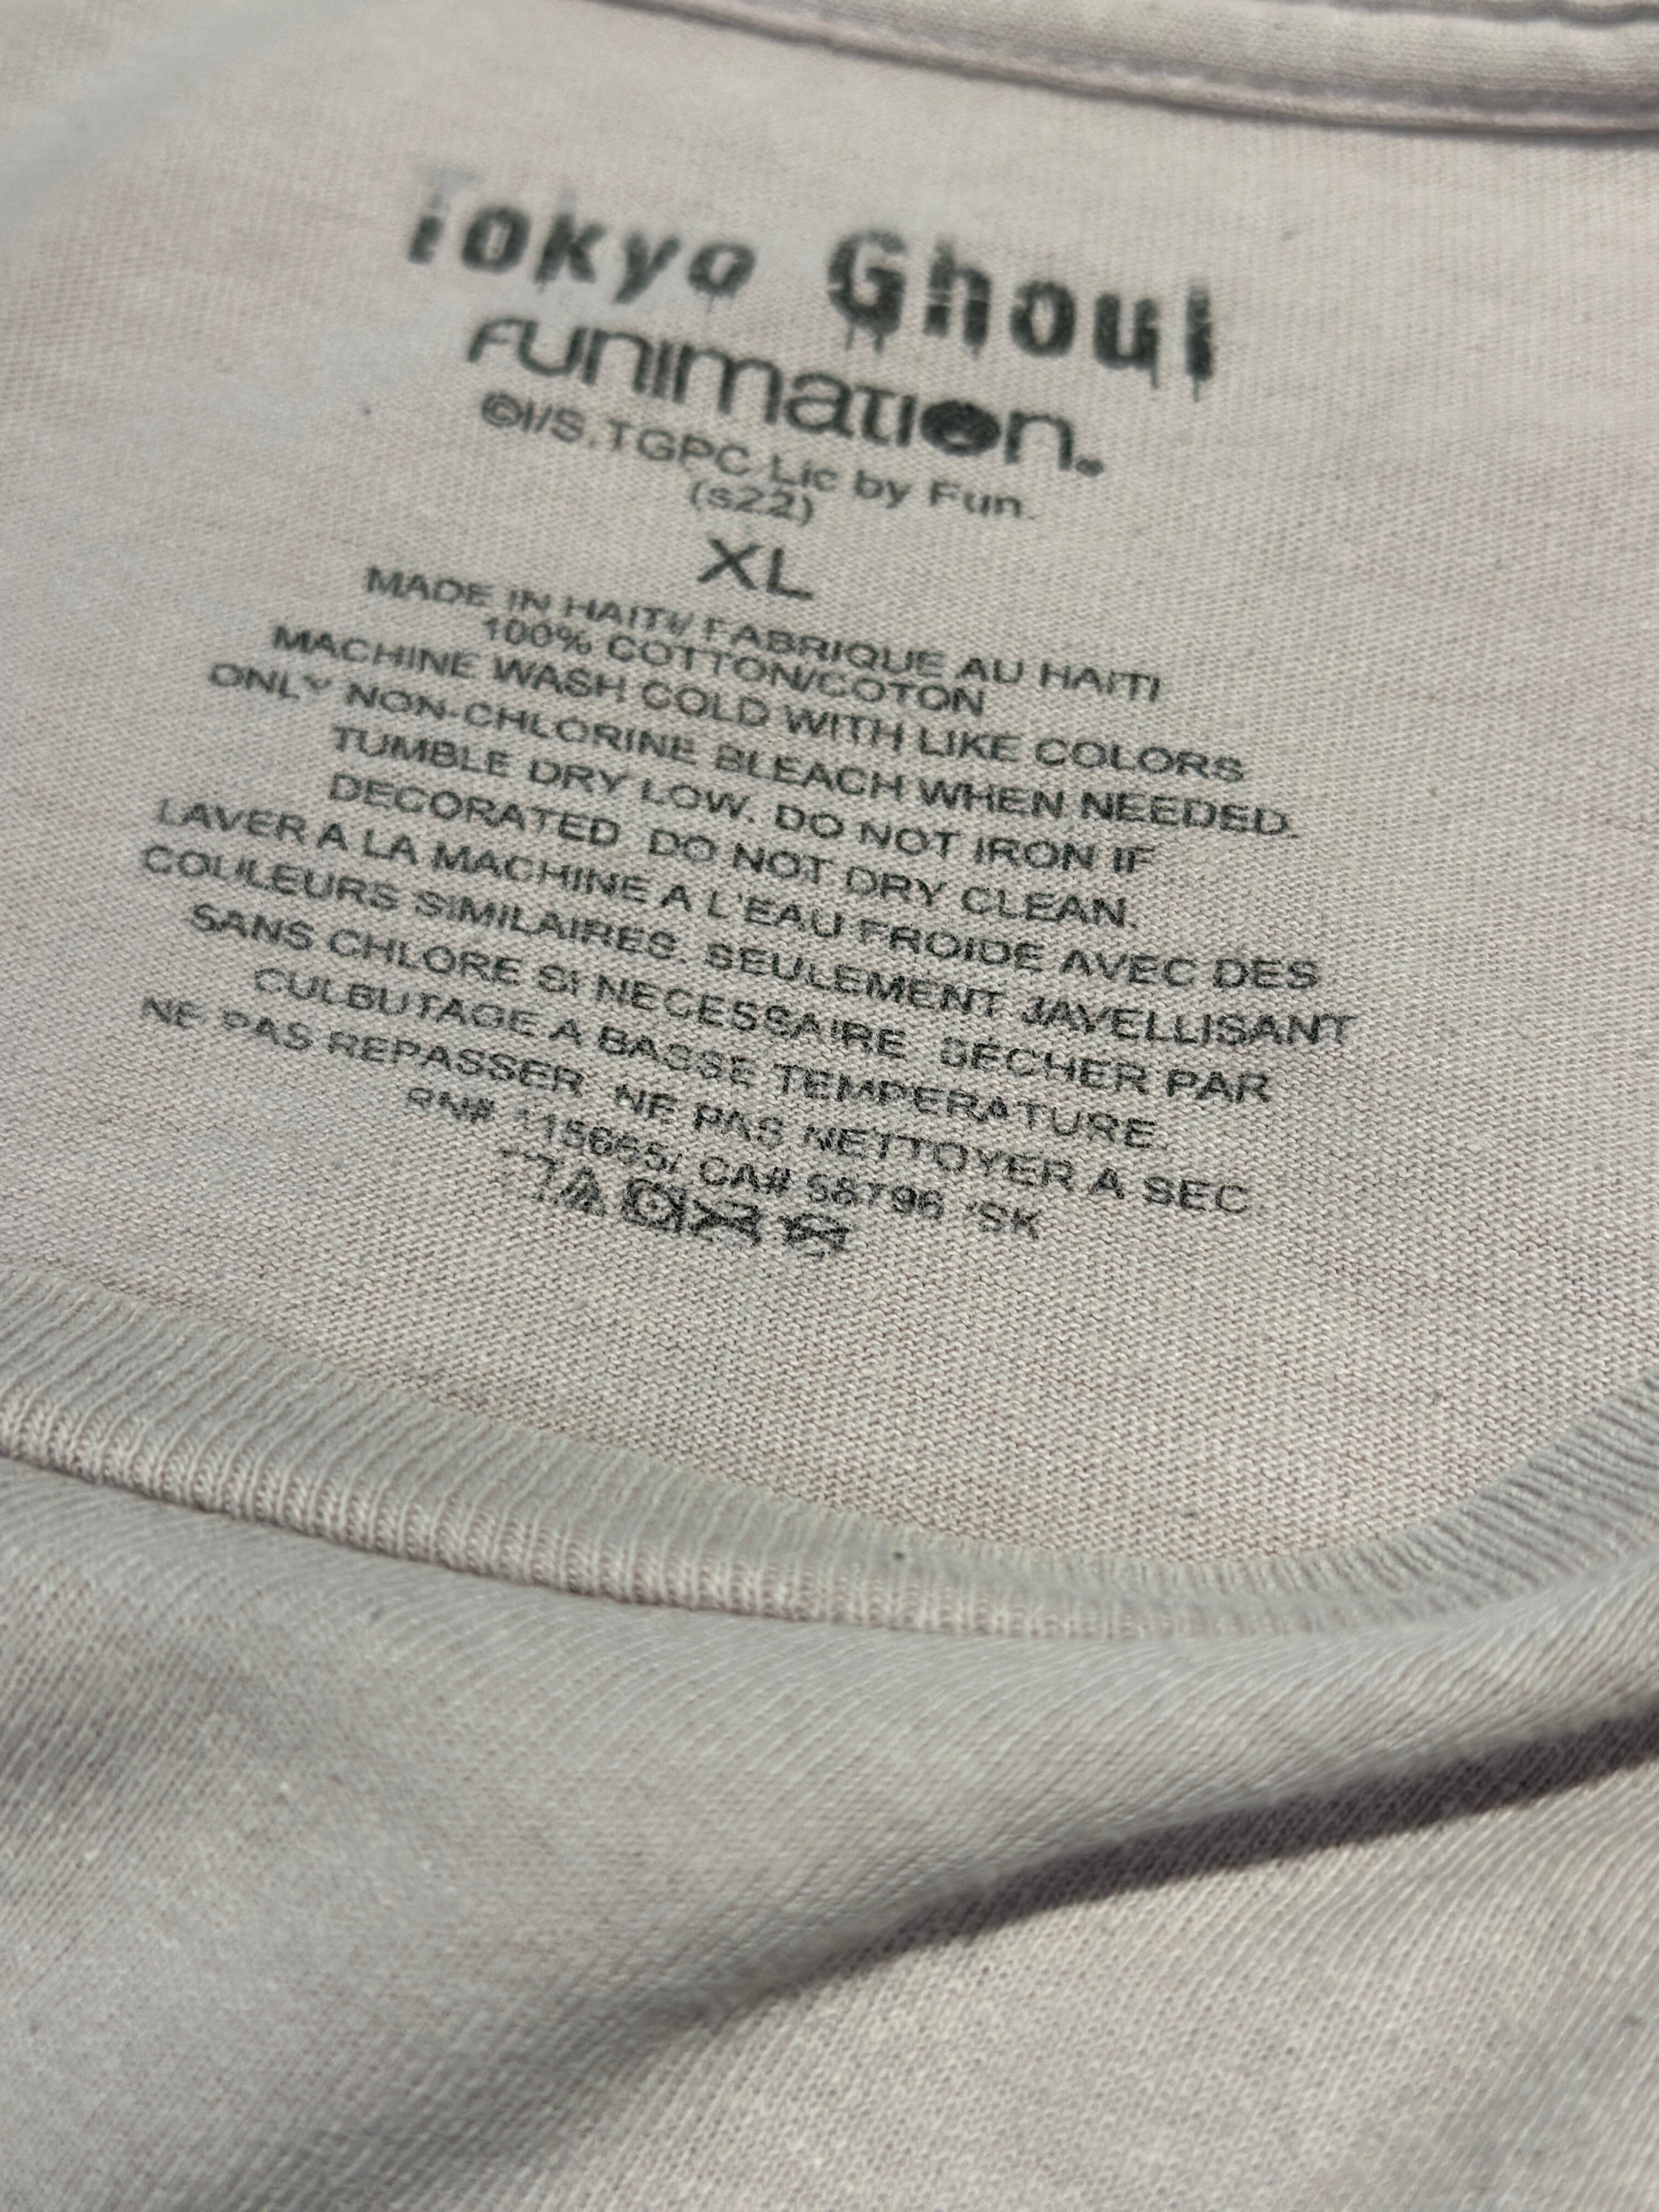 Tokyo Ghoul
FUNIMATION®
©I/S,TGPC Lic by Fun.
(s22)
XL
MADE IN HAITI/ FABRIQUE AU HAITI
100% COTTON/COTON
MACHINE WASH COLD WITH LIKE COLORS
ONLY NON-CHLORINE BLEACH WHEN NEEDED.
TUMBLE DRY LOW. DO NOT IRON IF
DECORATED. DO NOT DRY CLEAN.
LAVER A LA MACHINE A L'EAU FROIDE AVEC DES
COULEURS SIMILAIRES. SEULEMENT JAVELLISANT
SANS CHLORE SI NECESSAIRE. SECHER PAR
CULBUTAGE A BASSE TEMPERATURE.
NE PAS REPASSER. NE PAS NETTOYER A SEC
RN# 115665/ CA# 58796